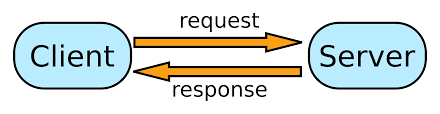 request
Client
Server
response